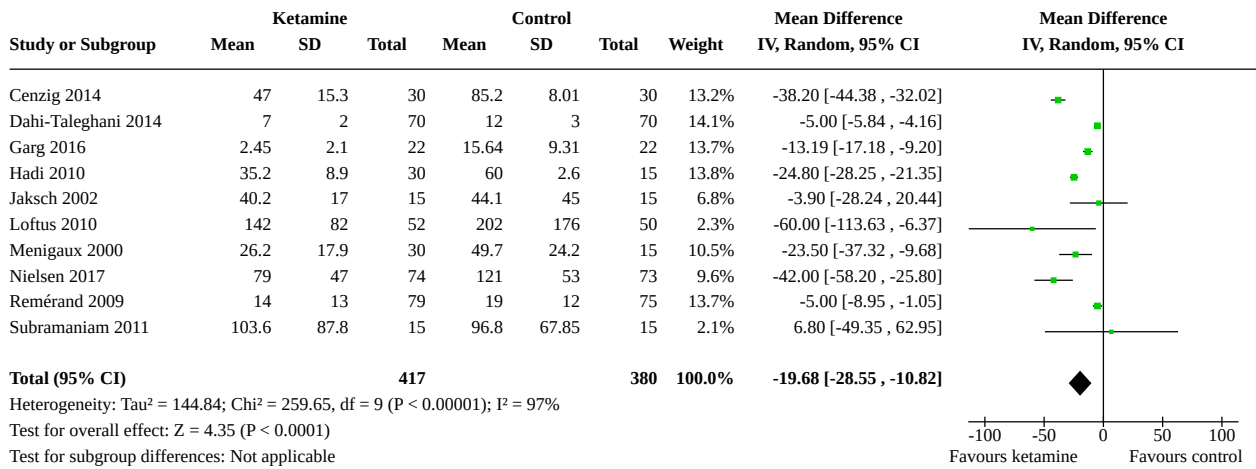 Ketamine Control Mean Difference Mean Difference
Study or Subgroup Mean SD Total Mean SD Total Weight IV, Random, 95% CI IV, Random, 95% CI
Cenzig 2014 47 15.3 30 85.2 8.01 30 13.2% -38.20 [-44.38 , -32.02]
Dahi-Taleghani 2014 7 2 70 12 3 70 14.1% -5.00 [-5.84 , -4.16]
Garg 2016 2.45 2.1 22 15.64 9.31 22 13.7% -13.19 [-17.18 , -9.20]
Hadi 2010 35.2 8.9 30 60 2.6 15 13.8% -24.80 [-28.25 , -21.35]
Jaksch 2002 40.2 17 15 44.1 45 15 6.8% -3.90 [-28.24 , 20.44]
Loftus 2010 142 82 52 202 176 50 2.3% -60.00 [-113.63 , -6.37]
Menigaux 2000 26.2 17.9 30 49.7 24.2 15 10.5% -23.50 [-37.32 , -9.68]
Nielsen 2017 79 47 74 121 53 73 9.6% -42.00 [-58.20 , -25.80]
Remérand 2009 14 13 79 19 12 75 13.7% -5.00 [-8.95 , -1.05]
Subramaniam 2011 103.6 87.8 15 96.8 67.85 15 2.1% 6.80 [-49.35 , 62.95]
Total (95% CI) 417 380 100.0% -19.68 [-28.55 , -10.82]
Heterogeneity: Tau² = 144.84; Chi² = 259.65, df = 9 (P < 0.00001); I² = 97%
Test for overall effect: Z = 4.35 (P < 0.0001)
Test for subgroup differences: Not applicable
-100 -50 0 50 100
Favours ketamine Favours control